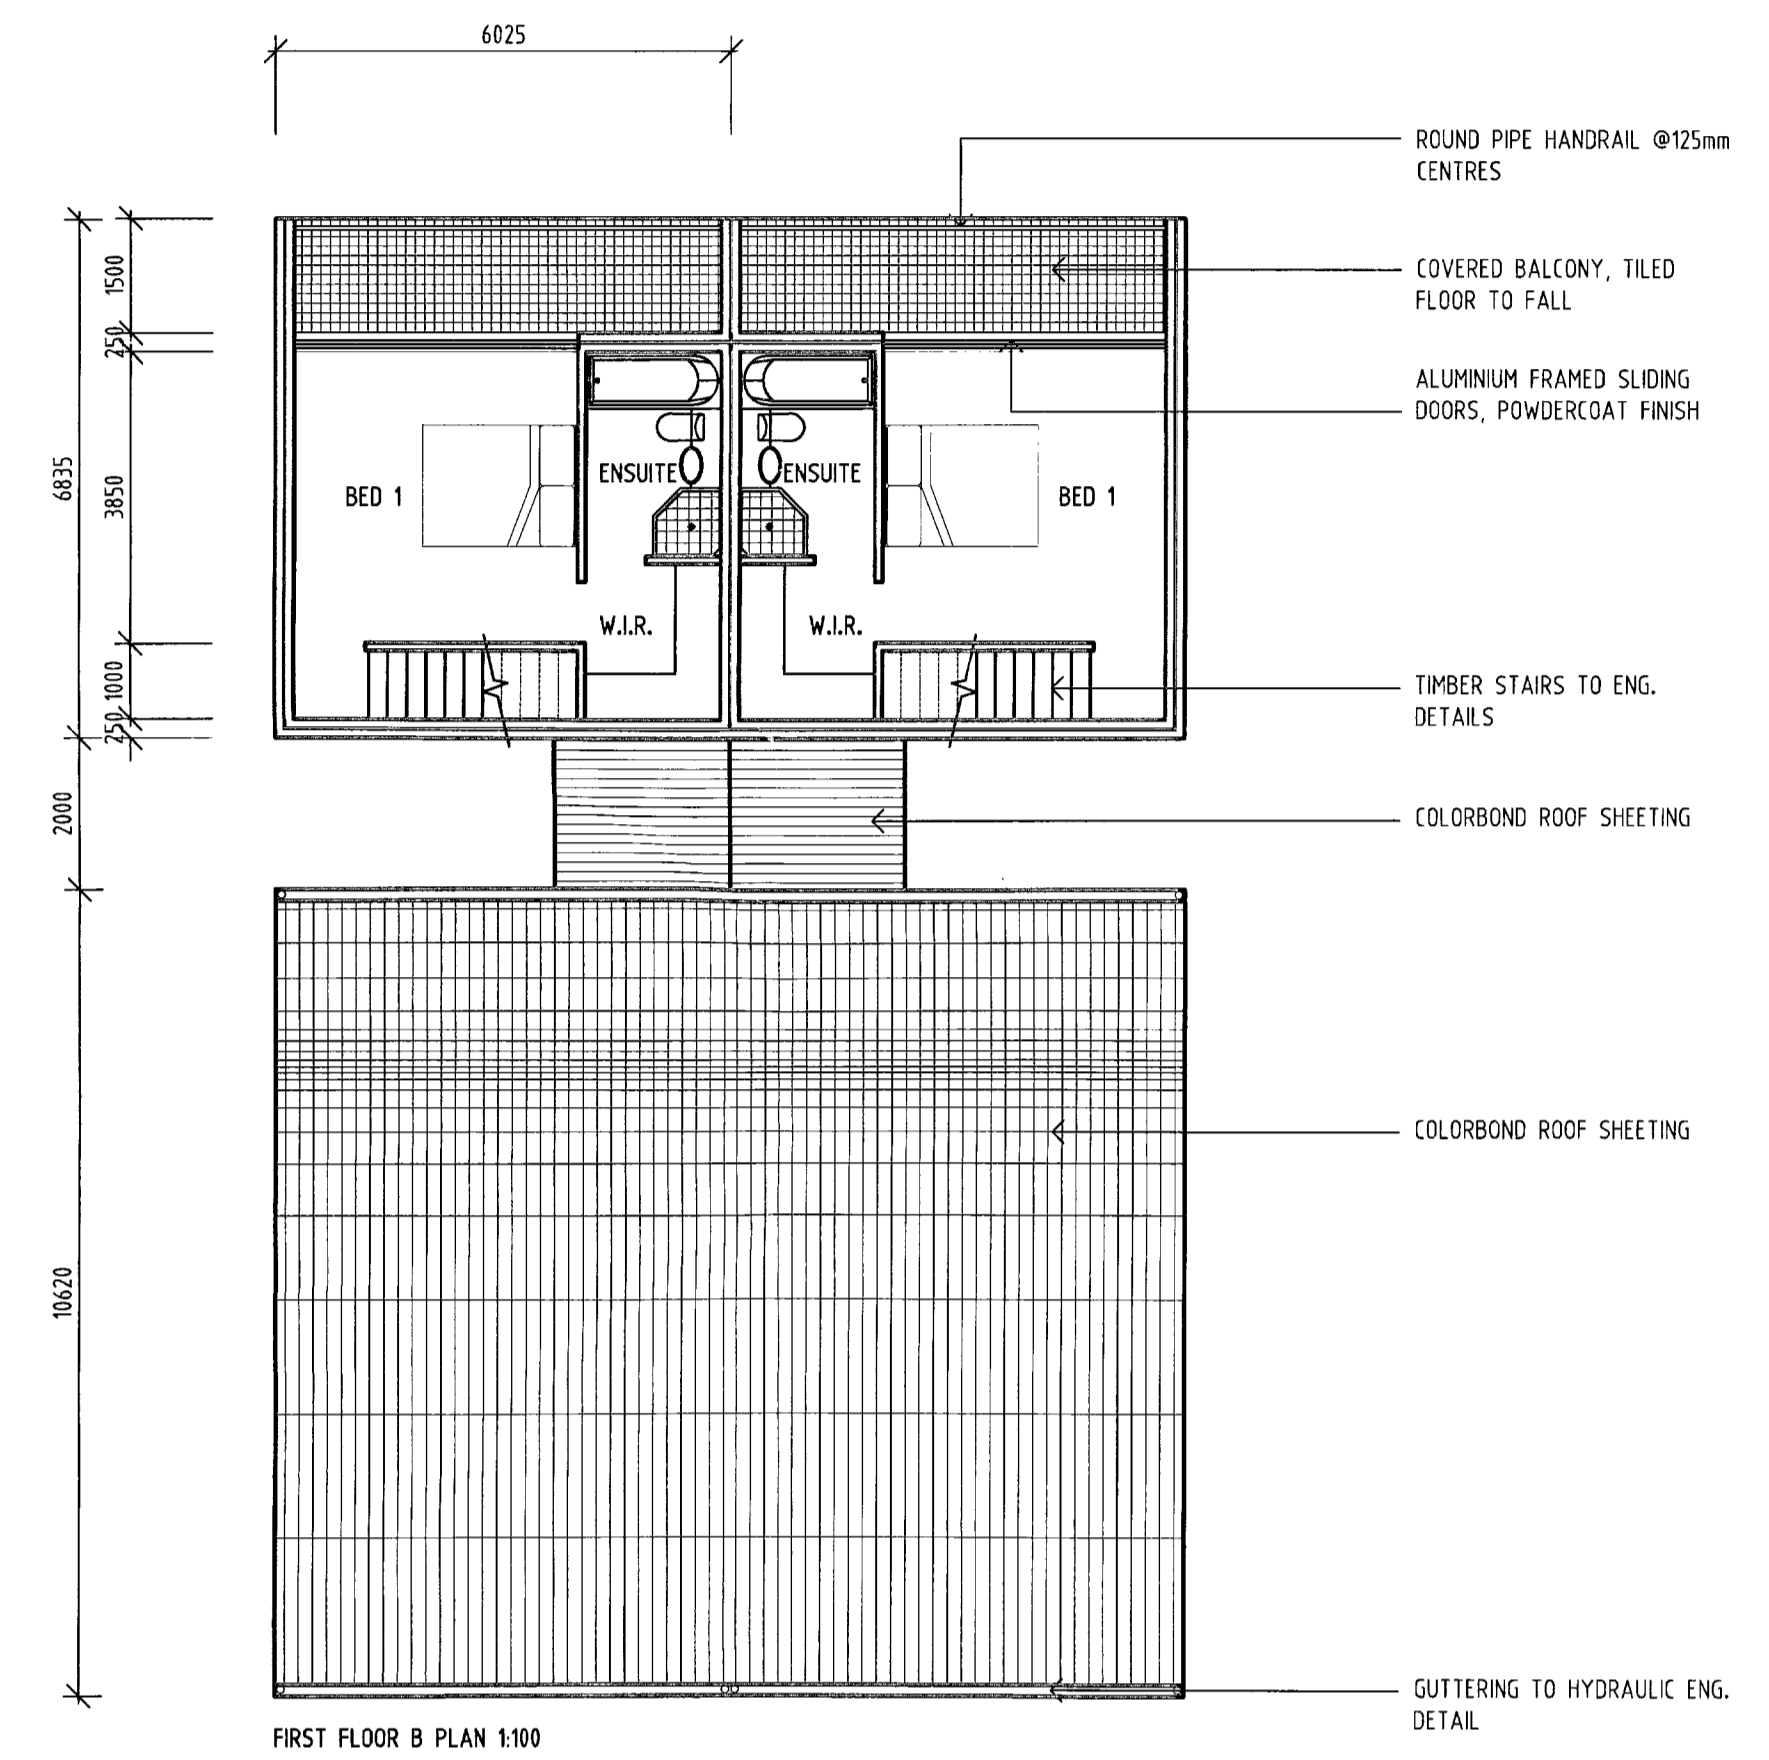 6025
ROUND PIPE HANDRAIL @125mm
CENTRES
1500
COVERED BALCONY, TILED
FLOOR TO FALL
250
ALUMINIUM FRAMED SLIDING
DOORS, POWDERCOAT FINISH
6835
3850
ENSUITE
ENSUITE
BED 1
BED 1
W.I.R.
W.I.R.
1000
TIMBER STAIRS TO ENG.
DETAILS
250
2000
COLORBOND ROOF SHEETING
COLORBOND ROOF SHEETING
10620
GUTTERING TO HYDRAULIC ENG.
DETAIL
FIRST FLOOR B PLAN 1:100